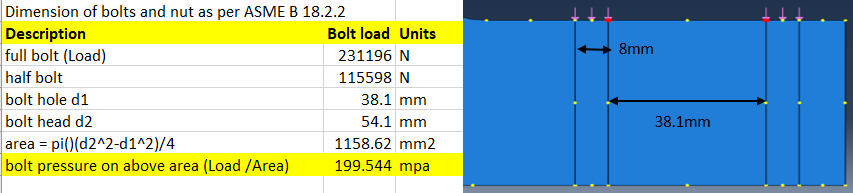 Dimension of bolts and nut as per ASME B 18.2.2
Description Bolt load Units
full bolt (Load) 231196 N
half bolt 115598 N
bolt hole d1 38.1 mm
bolt head d2 54.1 mm
area = pi()(d2^2-d1^2)/4 1158.62 mm2
bolt pressure on above area (Load /Area) 199.544 mpa
8mm
38.1mm